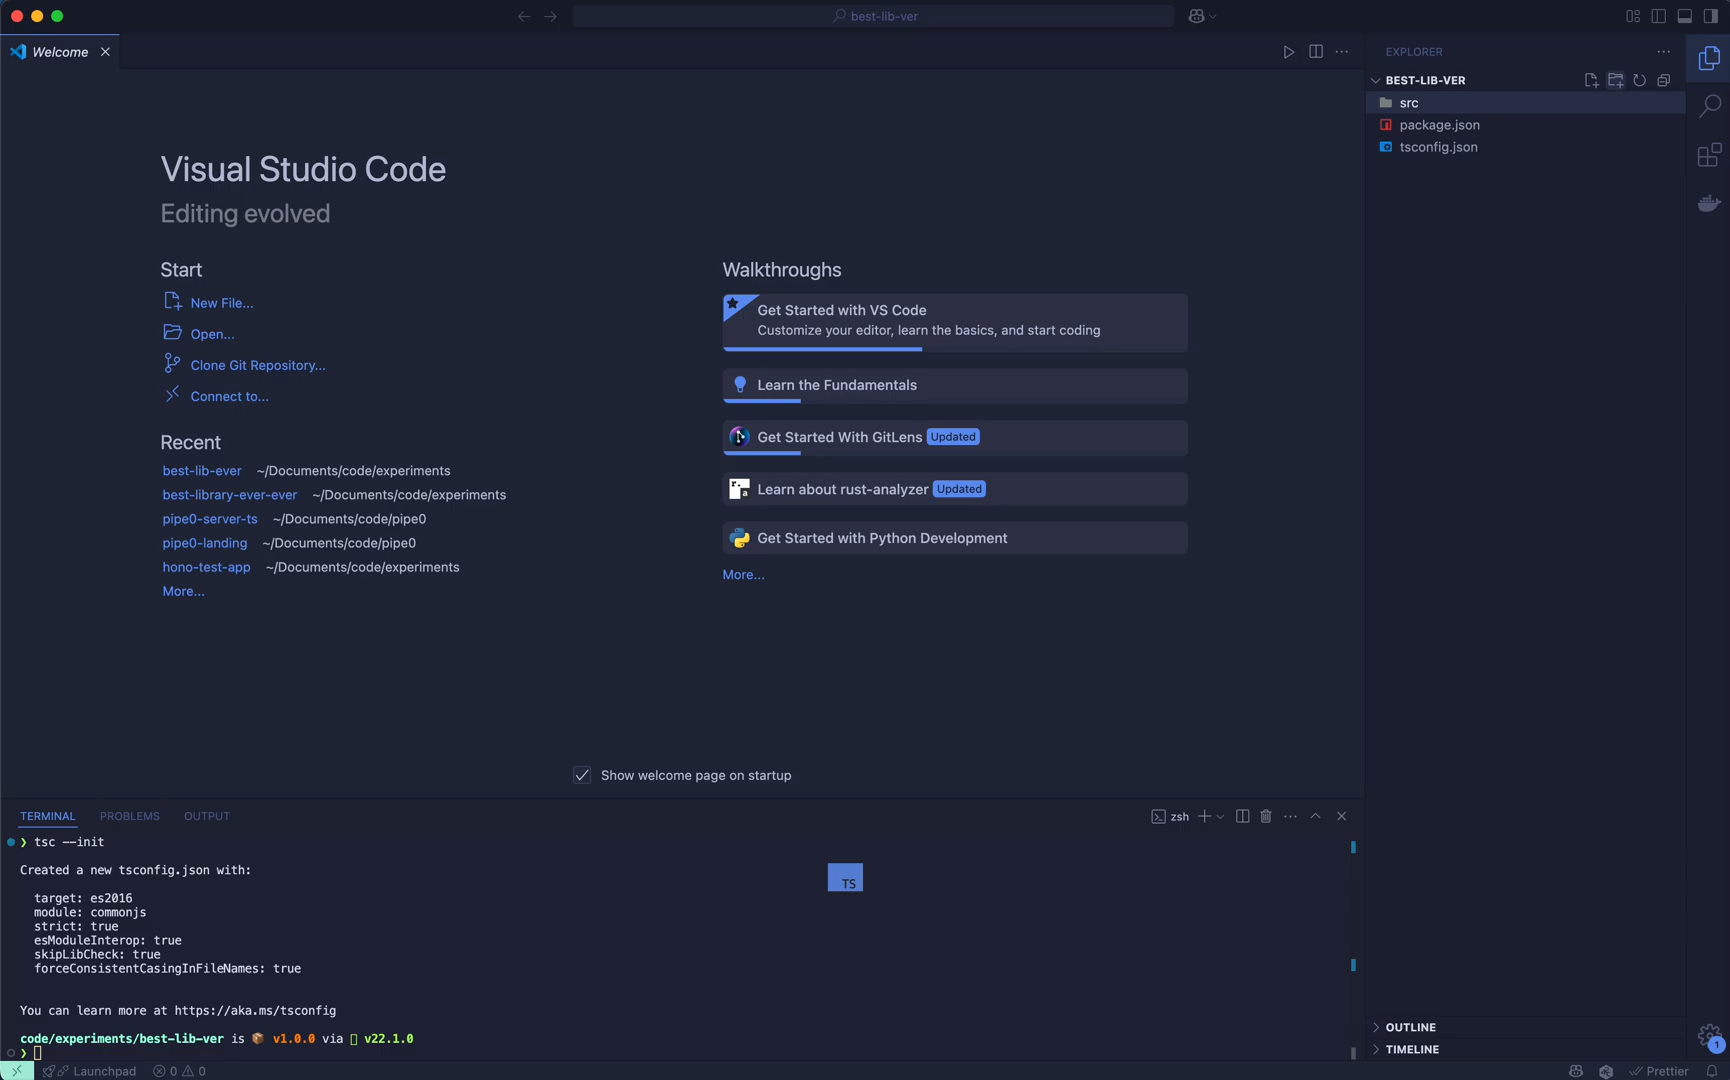 best-lib-ver
Welcome
Visual Studio Code
Editing evolved
Start
New File...
Open...
Clone Git Repository...
Connect to...
Recent
best-lib-ever ~/Documents/code/experiments
best-library-ever-ever ~/Documents/code/experiments
pipe0-server-ts ~/Documents/code/pipe0
pipe0-landing ~/Documents/code/pipe0
hono-test-app ~/Documents/code/experiments
More...
Walkthroughs
Get Started with VS Code
Customize your editor, learn the basics, and start coding
Learn the Fundamentals
Get Started With GitLens Updated
r. a Learn about rust-analyzer Updated
Get Started with Python Development
More...
Show welcome page on startup
TERMINAL PROBLEMS OUTPUT
zsh
❯ tsc --init
Created a new tsconfig.json with:
target: es2016
module: commonjs
strict: true
esModuleInterop: true
skipLibCheck: true
forceConsistentCasingInFileNames: true
TS
You can learn more at https://aka.ms/tsconfig
code/experiments/best-lib-ver is 📦 v1.0.0 via v22.1.0
❯
EXPLORER
BEST-LIB-VER
src
package.json
tsconfig.json
OUTLINE
TIMELINE
1
Launchpad 0 0
Prettier